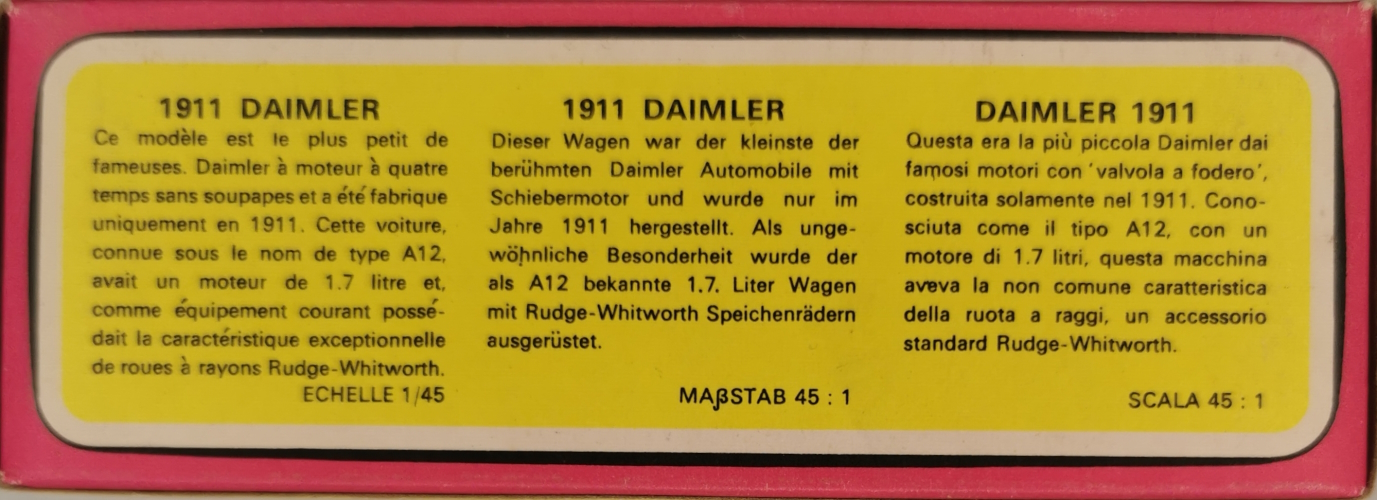 1911 DAIMLER
Ce modèle est le plus petit de
fameuses. Daimler à moteur à quatre
temps sans soupapes et a été fabrique
uniquement en 1911. Cette voiture,
connue sous le nom de type A12,
avait un moteur de 1.7 litre et,
comme équipement courant possé-
dait la caractéristique exceptionnelle
de roues à rayons Rudge-Whitworth.
ECHELLE 1/45
1911 DAIMLER
Dieser Wagen war der kleinste der
berühmten Daimler Automobile mit
Schiebermotor und wurde nur im
Jahre 1911 hergestellt. Als unge-
wöhnliche Besonderheit wurde der
als A12 bekannte 1.7. Liter Wagen
mit Rudge-Whitworth Speichenrädern
ausgerüstet.
MAßSTAB 45 : 1
DAIMLER 1911
Questa era la più piccola Daimler dai
famosi motori con 'valvola a fodero',
costruita solamente nel 1911. Cono-
sciuta come il tipo A12, con un
motore di 1.7 litri, questa macchina
aveva la non comune caratteristica
della ruota a raggi, un accessorio
standard Rudge-Whitworth.
SCALA 45 : 1